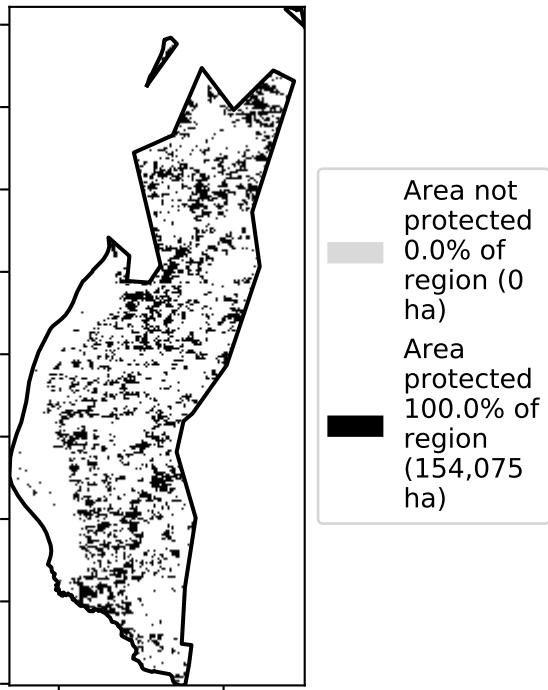 Area not
protected
0.0% of
region (0
ha)
Area
protected
100.0% of
region
(154,075
ha)